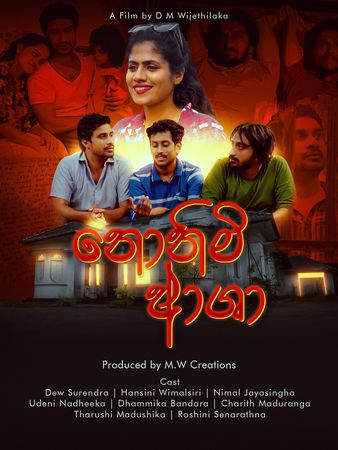 A Film by D M Wijethilaka
නොනිමි
ආශා
Produced by M.W Creations
Cast
Dew Surendra | Hansini Wimalsiri | Nimal Jayasingha
Udeni Nadheeka | Dhammika Bandara | Charith Maduranga
Tharushi Madushika | Roshini Senarathna